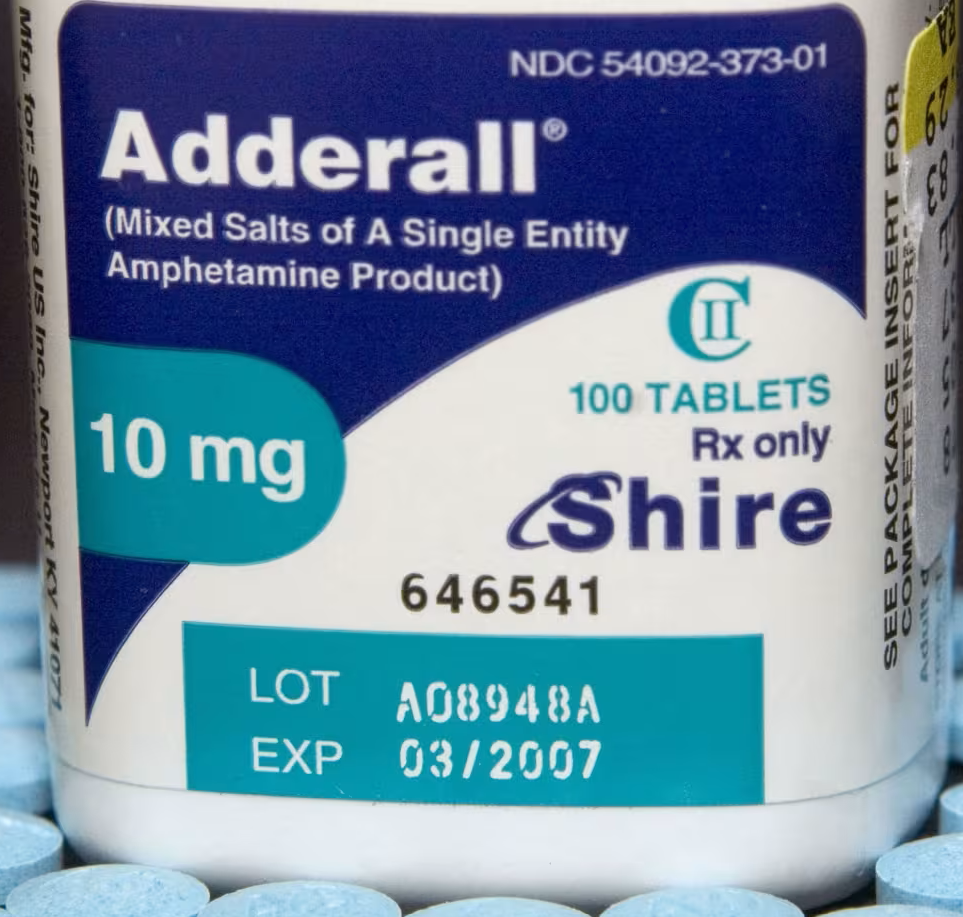 NDC 54092-373-01
Adderall®
(Mixed Salts of A Single Entity
Amphetamine Product)
CII
100 TABLETS
Rx only
10 mg
Shire
646541
LOT A08948A
EXP 03/2007
Mfg. for: Shire US Inc., Newport KY 41071
SEE PACKAGE INSERT FOR
COMPLETE